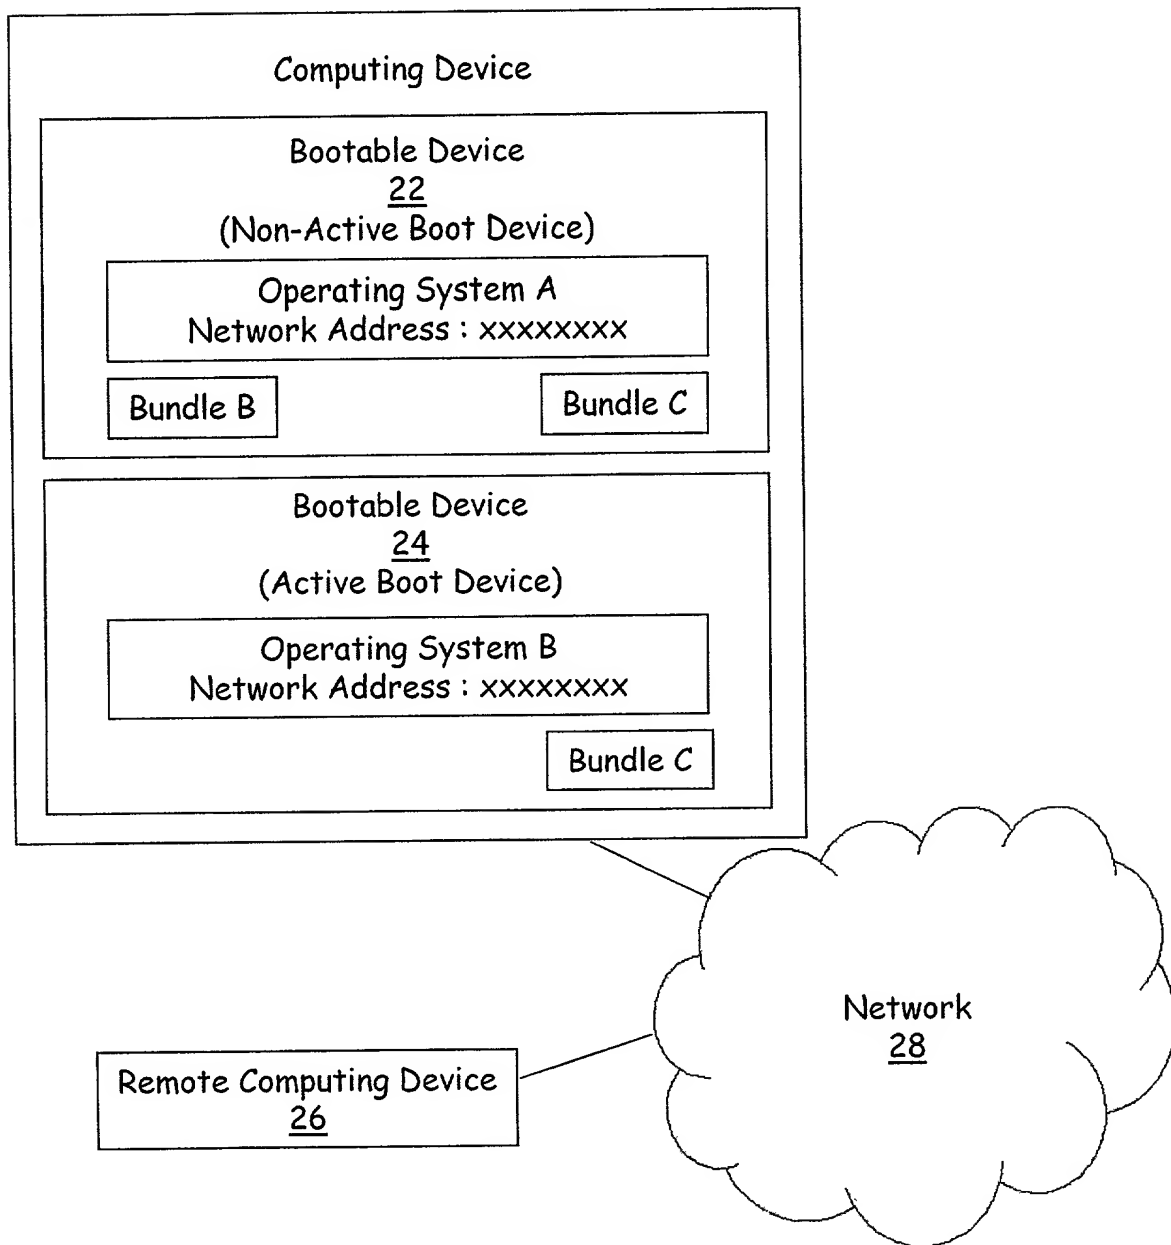 Computing Device
Bootable Device
22
(Non-Active Boot Device)
Operating System A
Network Address : xxxxxxxx
Bundle B
Bundle C
Bootable Device
24
(Active Boot Device)
Operating System B
Network Address : xxxxxxxx
Bundle C
Network
28
Remote Computing Device
26